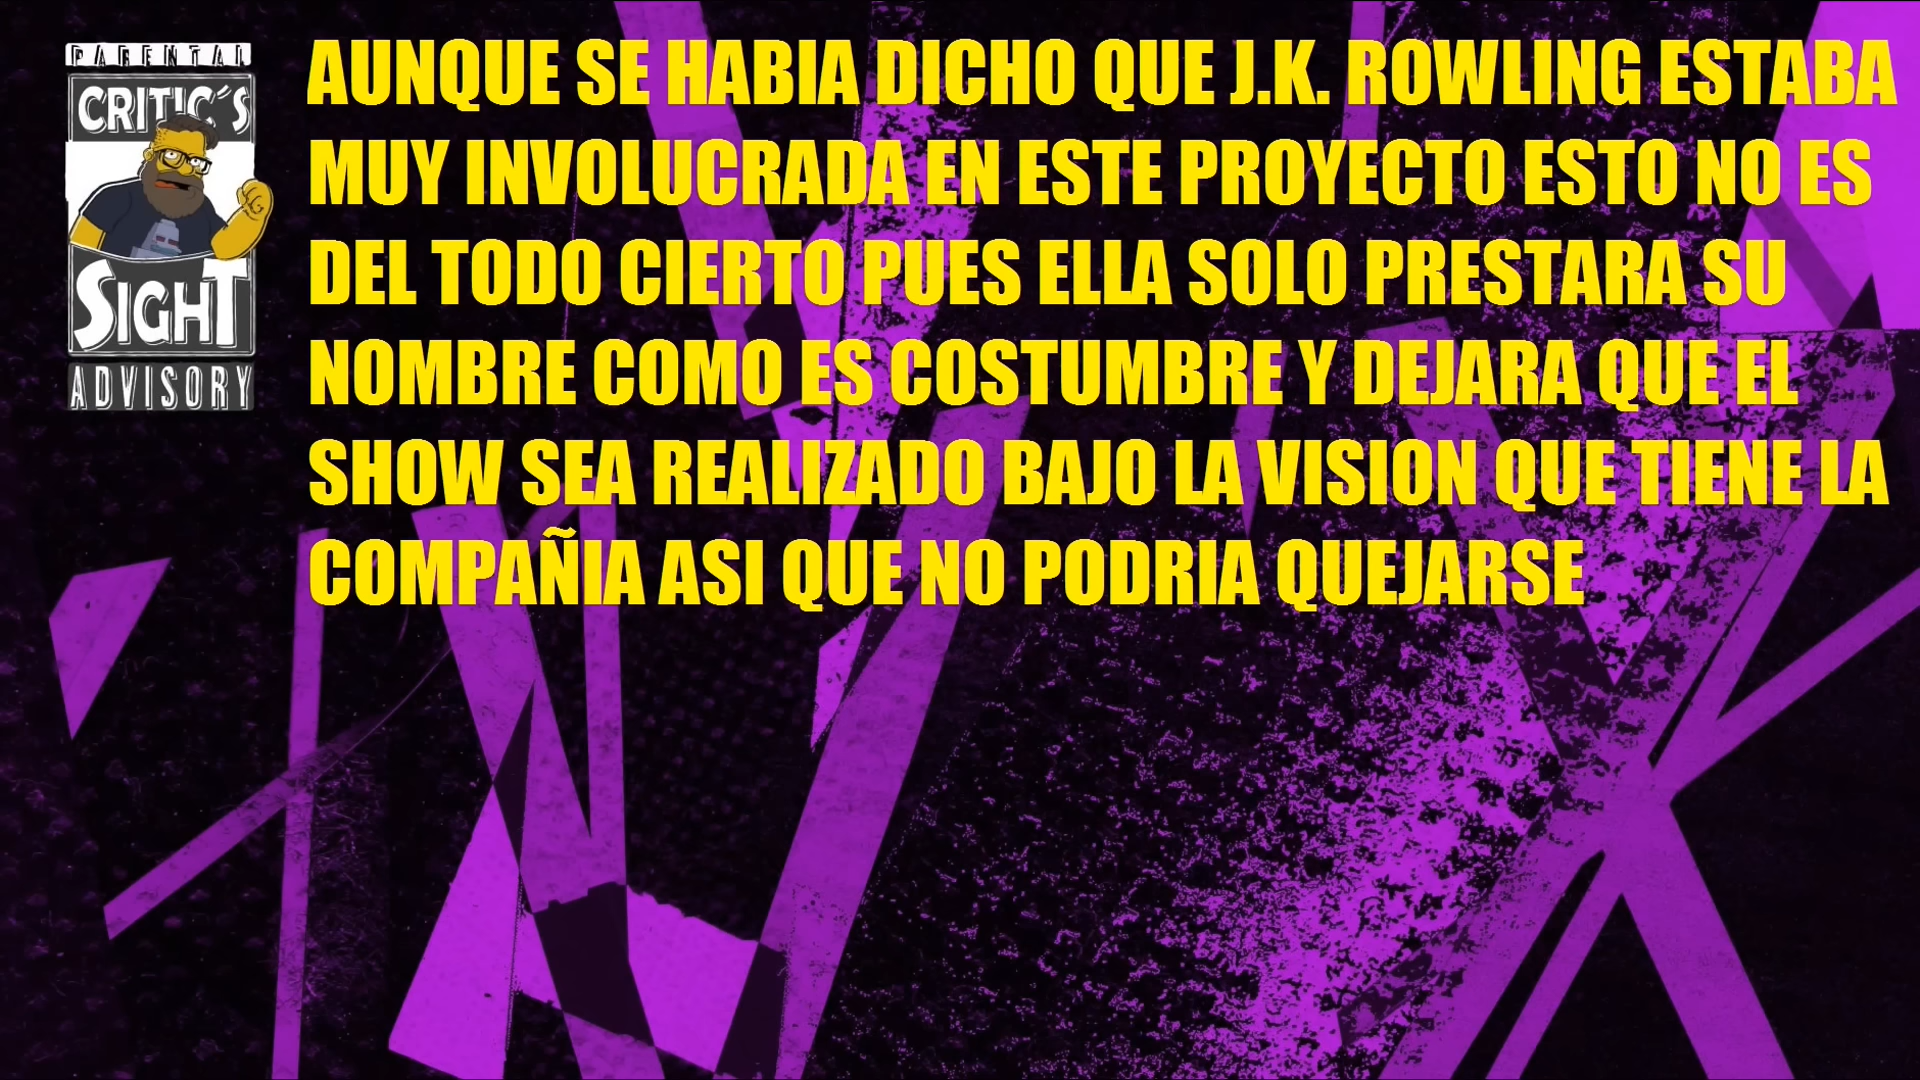 PARENTAL
CRITIC´S
SIGHT
ADVISORY
AUNQUE SE HABIA DICHO QUE J.K. ROWLING ESTABA
MUY INVOLUCRADA EN ESTE PROYECTO ESTO NO ES
DEL TODO CIERTO PUES ELLA SOLO PRESTARA SU
NOMBRE COMO ES COSTUMBRE Y DEJARA QUE EL
SHOW SEA REALIZADO BAJO LA VISION QUE TIENE LA
COMPAÑIA ASI QUE NO PODRIA QUEJARSE